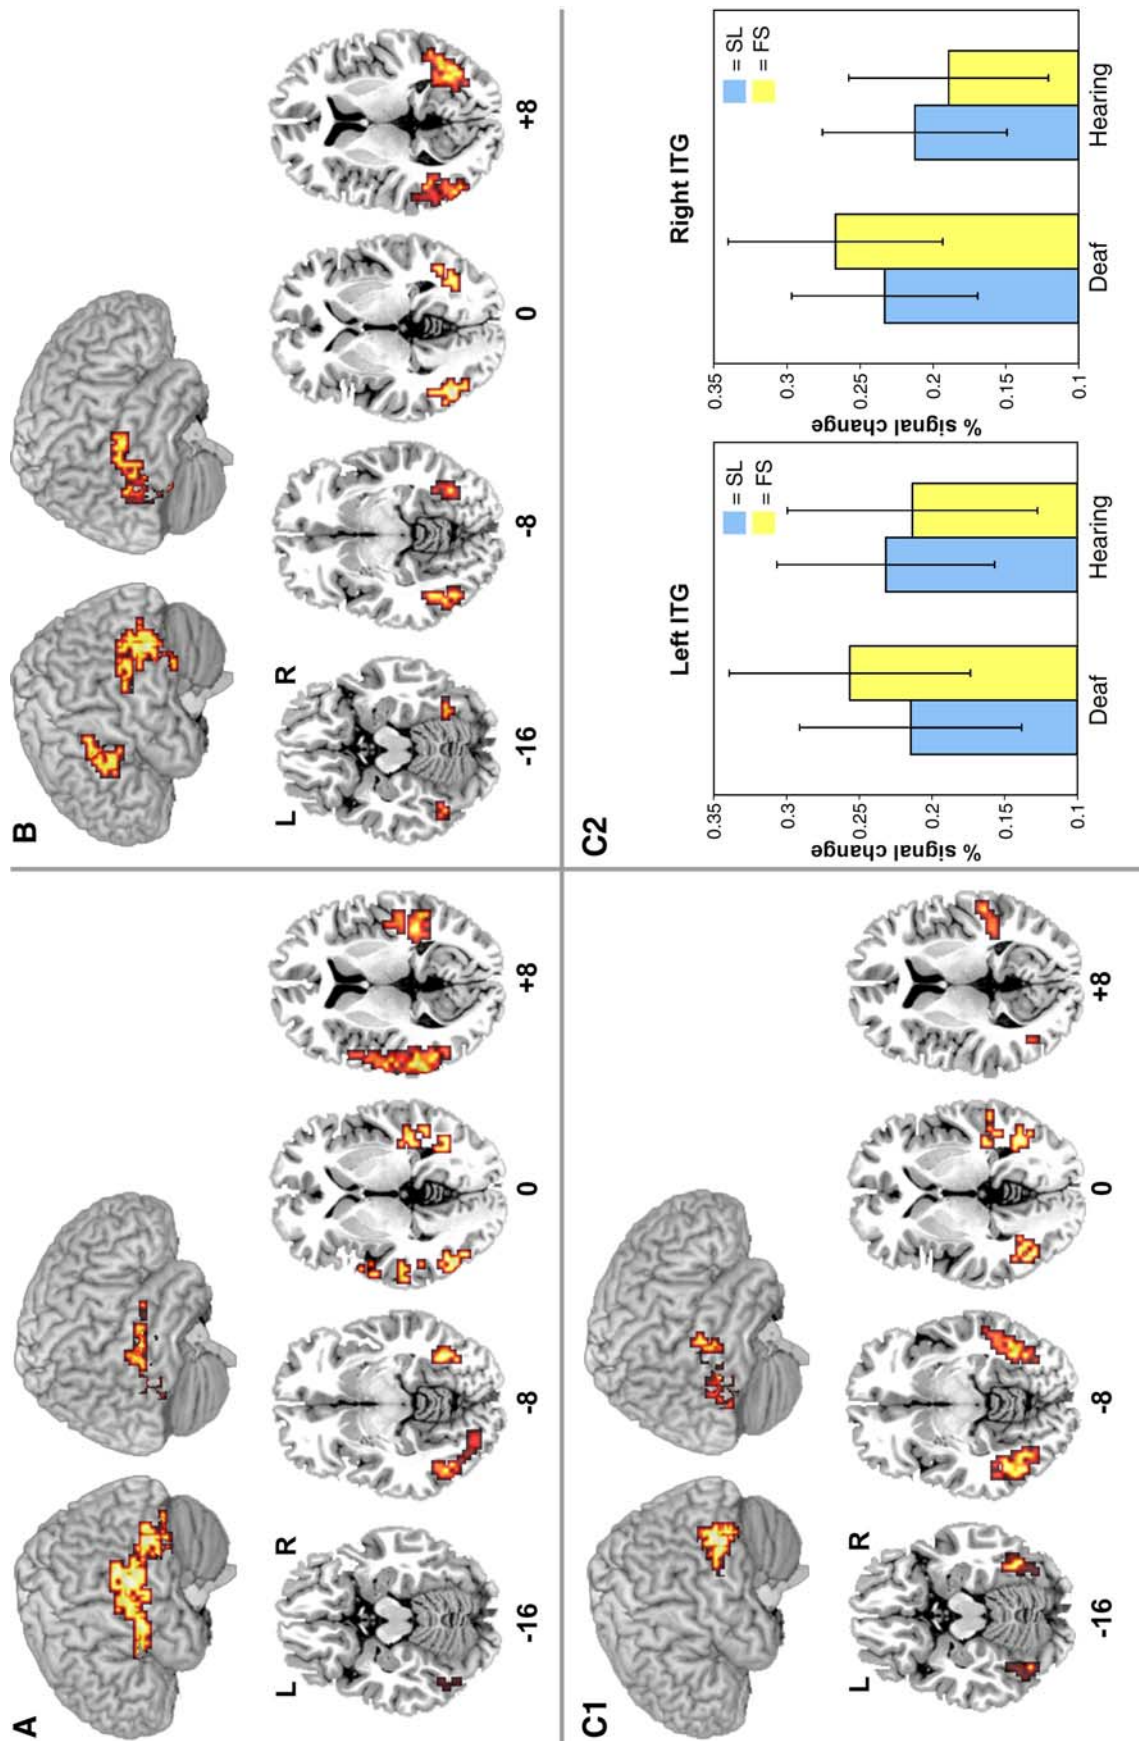 A
L R
-16 -8 0 +8
B
L R
-16 -8 0 +8
C1
L R
-16 -8 0 +8
C2
Left ITG
% signal change
0.35
0.3
0.25
0.2
0.15
0.1
= SL
= FS
Deaf Hearing
Right ITG
% signal change
0.35
0.3
0.25
0.2
0.15
0.1
= SL
= FS
Deaf Hearing